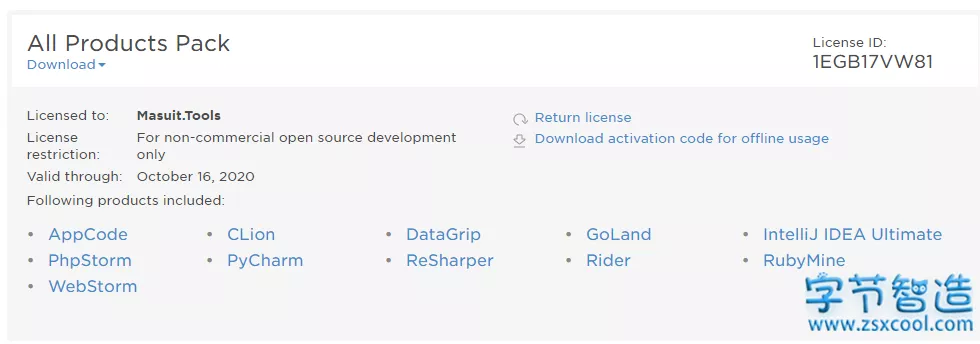 All Products Pack
Download
License ID:
1EGB17VW81
Licensed to: Masuit.Tools
License restriction: For non-commercial open source development only
Valid through: October 16, 2020
Following products included:
Return license
Download activation code for offline usage
• AppCode • CLion • DataGrip • GoLand • IntelliJ IDEA Ultimate
• PhpStorm • PyCharm • ReSharper • Rider • RubyMine
• WebStorm
字节智造
www.zsxcool.com